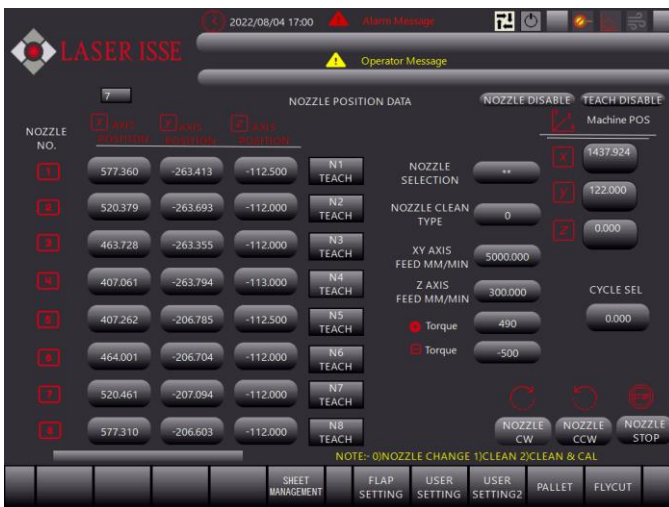 2022/08/04 17:00 Alarm Message
LASER ISSE
Operator Message
7
NOZZLE POSITION DATA
NOZZLE DISABLE TEACH DISABLE
NOZZLE NO.
X AXIS POSITION Y AXIS POSITION Z AXIS POSITION
Machine POS
1 577.360 -263.413 -112.500 N1 TEACH
2 520.379 -263.693 -112.000 N2 TEACH
3 463.728 -263.355 -112.000 N3 TEACH
4 407.061 -263.794 -113.000 N4 TEACH
5 407.262 -206.785 -112.500 N5 TEACH
6 464.001 -206.704 -112.000 N6 TEACH
7 520.461 -207.094 -112.000 N7 TEACH
8 577.310 -206.603 -112.000 N8 TEACH
NOZZLE SELECTION **
NOZZLE CLEAN TYPE 0
XY AXIS FEED MM/MIN 5000.000
Z AXIS FEED MM/MIN 300.000
+ Torque 490
- Torque -500
X 1437.924
y 122.000
Z 0.000
CYCLE SEL
0.000
STOP
NOZZLE CW
NOZZLE CCW
NOZZLE STOP
NOTE:- 0)NOZZLE CHANGE 1)CLEAN 2)CLEAN & CAL
SHEET MANAGEMENT
FLAP SETTING
USER SETTING
USER SETTING2
PALLET
FLYCUT